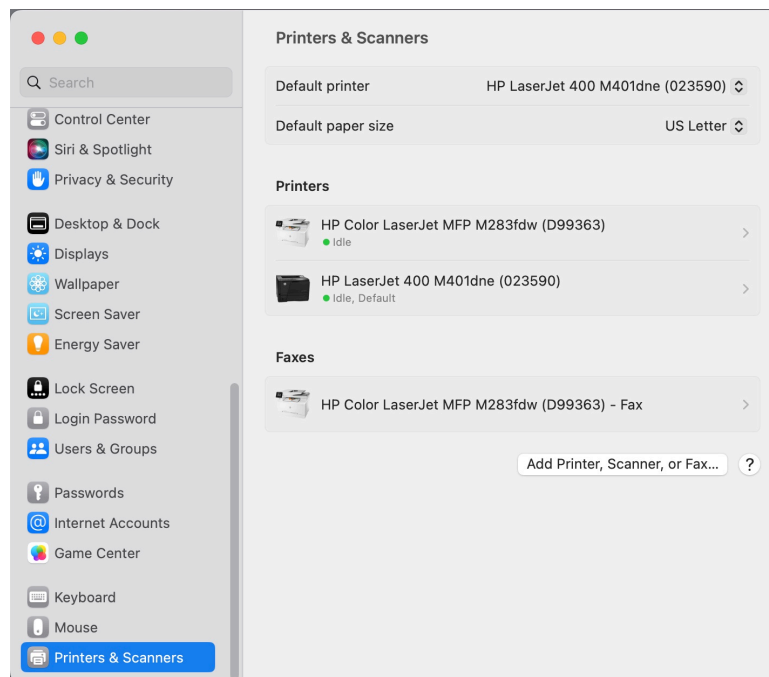 Search
Control Center
Siri & Spotlight
Privacy & Security
Desktop & Dock
Displays
Wallpaper
Screen Saver
Energy Saver
Lock Screen
Login Password
Users & Groups
Passwords
Internet Accounts
Game Center
Keyboard
Mouse
Printers & Scanners
Printers & Scanners
Default printer HP LaserJet 400 M401dne (023590)
Default paper size US Letter
Printers
HP Color LaserJet MFP M283fdw (D99363)
Idle
HP LaserJet 400 M401dne (023590)
Idle, Default
Faxes
HP Color LaserJet MFP M283fdw (D99363) - Fax
Add Printer, Scanner, or Fax... ?